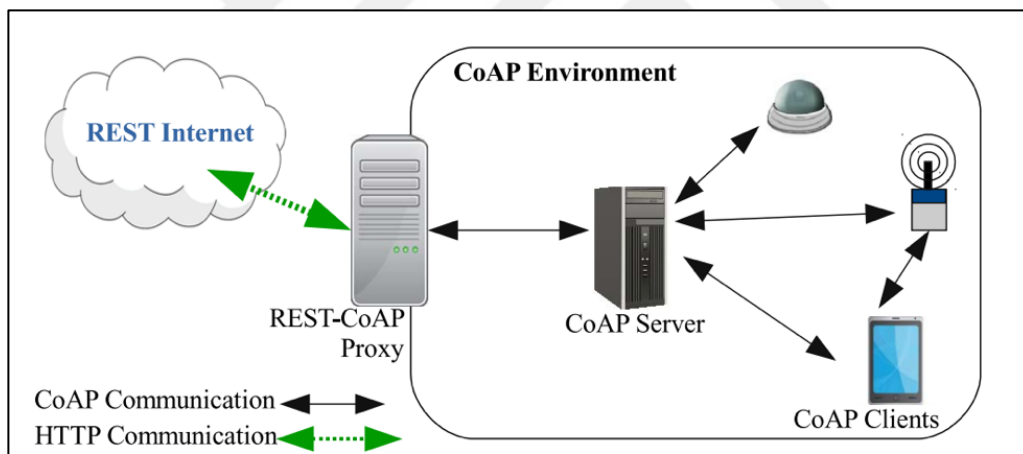 CoAP Environment
REST Internet
REST-CoAP
Proxy
CoAP Server
CoAP Clients
CoAP Communication
HTTP Communication